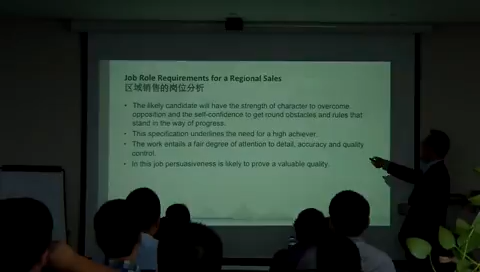 Job Role Requirements for a Regional Sales
区域销售的岗位分析
• The likely candidate will have the strength of character to overcome
opposition and the self-confidence to get round obstacles and rules that
stand in the way of progress.
• This specification underlines the need for a high achiever.
• The work entails a fair degree of attention to detail, accuracy and quality
control.
• In this job persuasiveness is likely to prove a valuable quality.